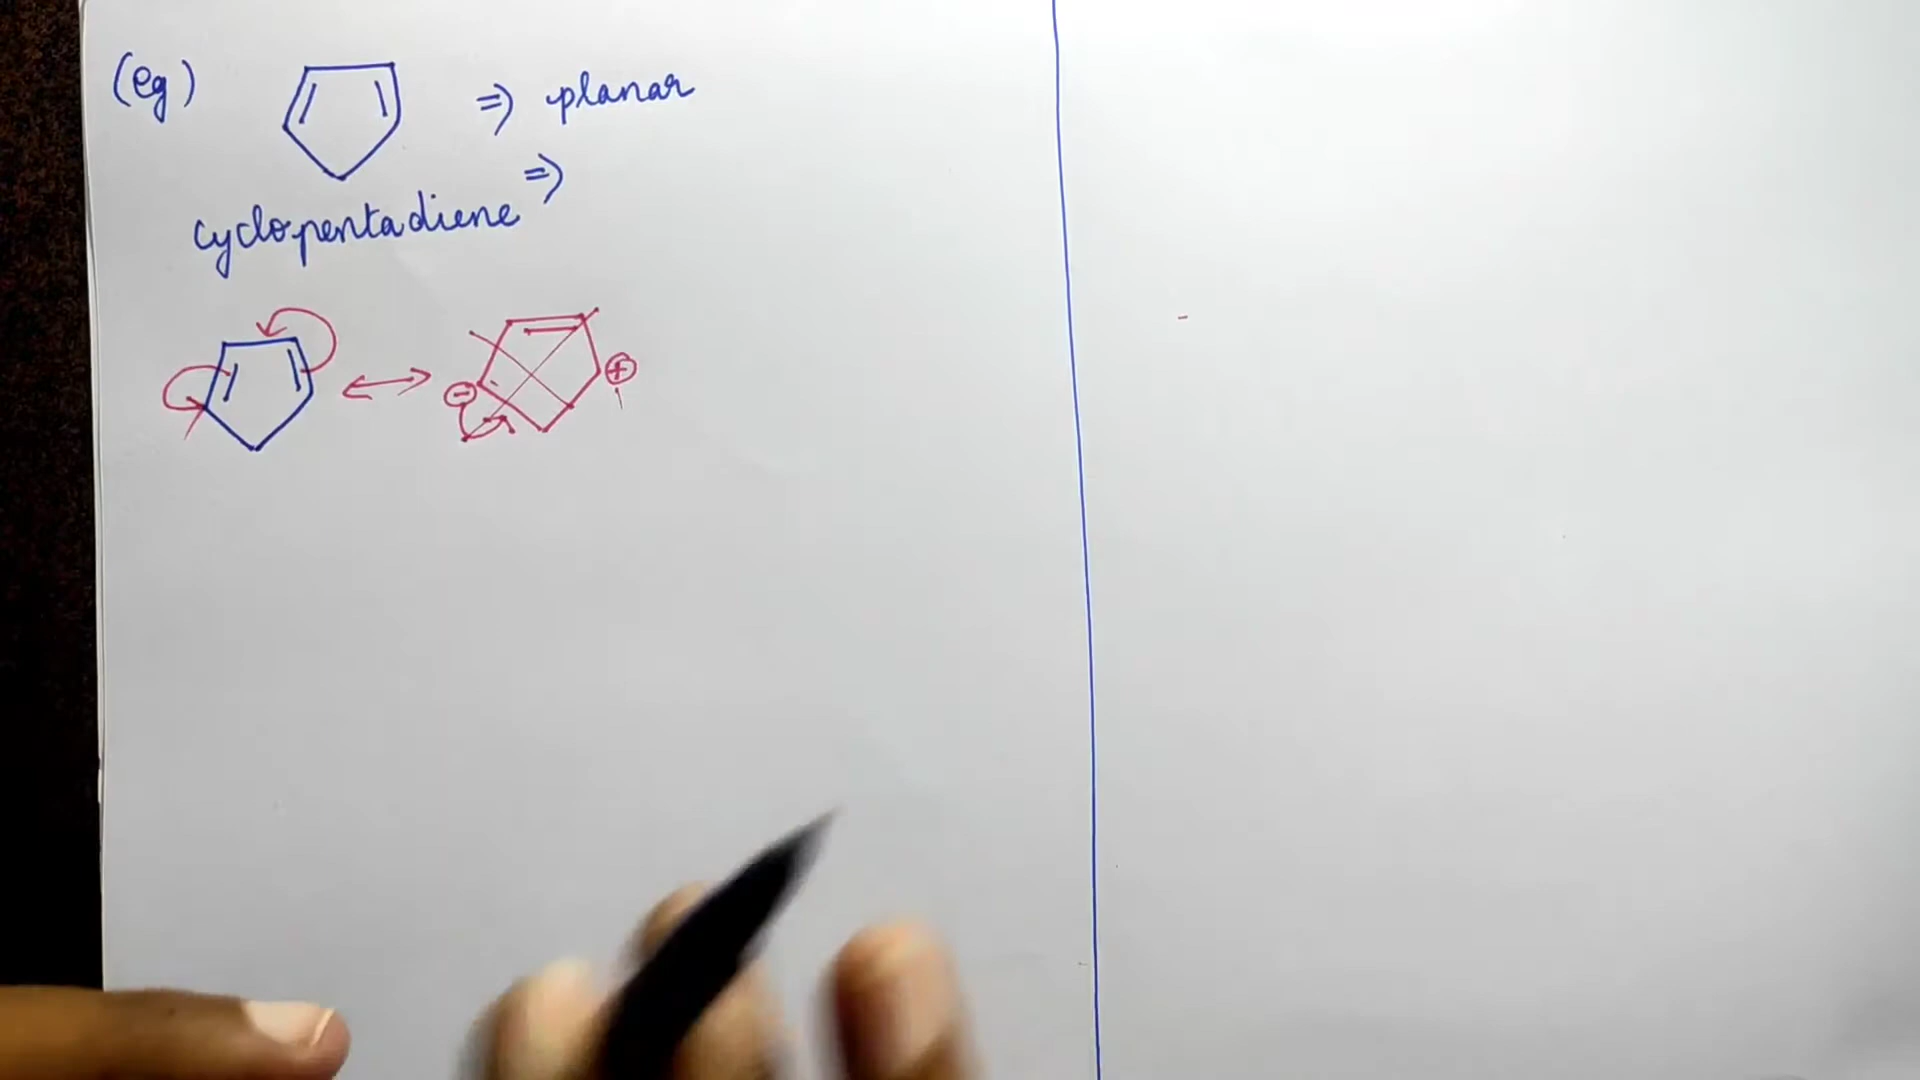 (eg) => planar
=>
cyclopentadiene
- +